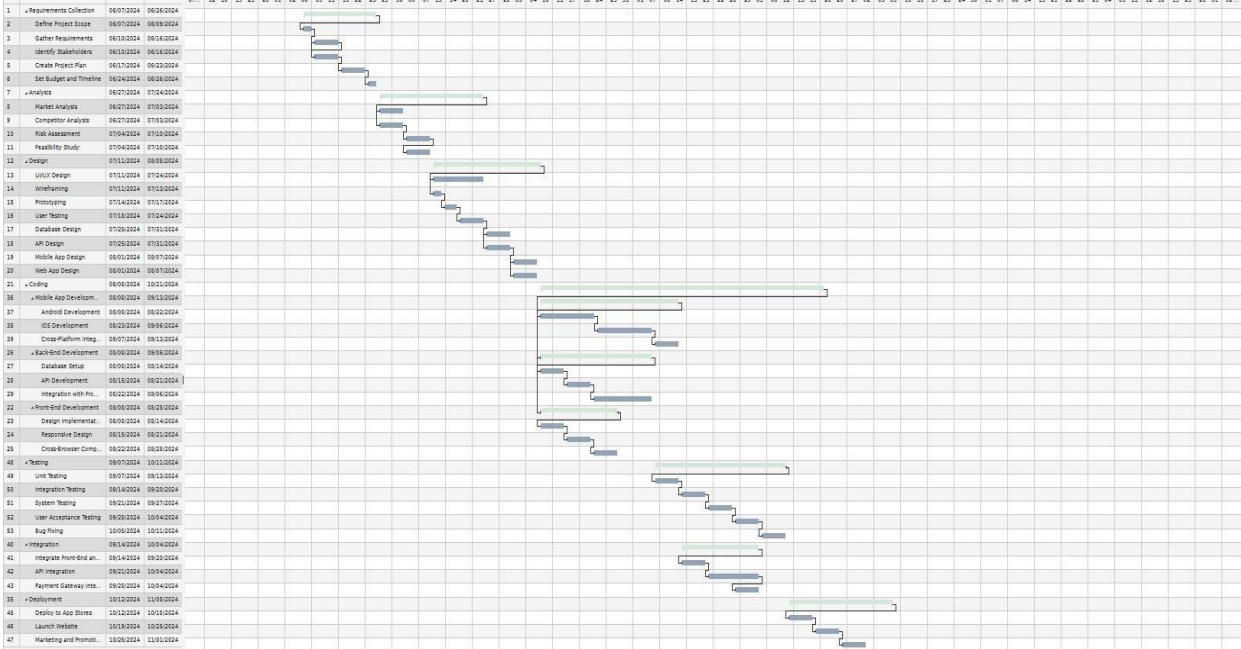 1 Requirements Collection 06/07/2024 06/26/2024
2 Define Project Scope 06/07/2024 06/09/2024
3 Gather Requirements 06/10/2024 06/16/2024
4 Identify Stakeholders 06/10/2024 06/16/2024
5 Create Project Plan 06/17/2024 06/23/2024
6 Set Budget and Timeline 06/24/2024 06/26/2024
7 Analysis 06/27/2024 07/24/2024
8 Market Analysis 06/27/2024 07/03/2024
9 Competitor Analysis 06/27/2024 07/03/2024
10 Risk Assessment 07/04/2024 07/10/2024
11 Feasibility Study: 07/04/2024 07/10/2024
12 Design 07/11/2024 08/08/2024
13 UI/UX Design 07/11/2024 07/24/2024
14 Wireframing 07/11/2024 07/13/2024
15 Prototyping 07/14/2024 07/17/2024
16 User Testing 07/18/2024 07/24/2024
17 Database Design 07/25/2024 07/31/2024
18 API Design 07/25/2024 07/31/2024
19 Mobile App Design 08/01/2024 08/07/2024
20 Web App Design 08/01/2024 08/07/2024
21 Coding 08/08/2024 10/21/2024
36 Mobile App Developm... 08/08/2024 09/13/2024
37 Android Development 08/08/2024 08/22/2024
38 IOS Development 08/23/2024 09/06/2024
39 Cross-Platform Integ... 09/07/2024 09/13/2024
26 Back-End Development 08/08/2024 09/06/2024
27 Database Setup 08/08/2024 08/14/2024
28 API Development 08/15/2024 08/21/2024
29 Integration with Fro... 08/22/2024 09/06/2024
22 Front-End Development 08/08/2024 08/28/2024
23 Design Implementat... 08/08/2024 08/14/2024
24 Responsive Design 08/15/2024 08/21/2024
25 Cross-Browser Comp... 08/22/2024 08/28/2024
48 Testing 09/07/2024 10/11/2024
49 Unit Testing 09/07/2024 09/13/2024
50 Integration Testing 09/14/2024 09/20/2024
51 System Testing 09/21/2024 09/27/2024
52 User Acceptance Testing 09/28/2024 10/04/2024
53 Bug Fixing 10/05/2024 10/11/2024
40 Integration 09/14/2024 10/04/2024
41 Integrate Front-End an... 09/14/2024 09/20/2024
42 API Integration 09/21/2024 10/04/2024
43 Payment Gateway Inte... 09/28/2024 10/04/2024
35 Deployment 10/12/2024 11/08/2024
45 Deploy to App Stores 10/12/2024 10/18/2024
46 Launch Website 10/19/2024 10/25/2024
47 Marketing and Promoti... 10/26/2024 11/01/2024